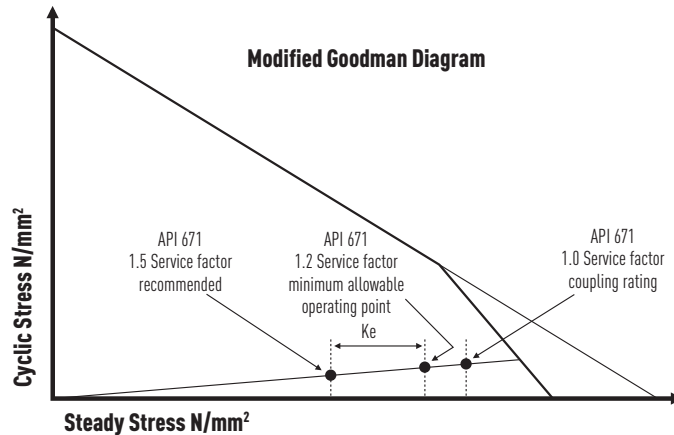 Modified Goodman Diagram
Cyclic Stress N/mm²
API 671
1.5 Service factor
recommended
API 671
1.2 Service factor
minimum allowable
operating point
Ke
API 671
1.0 Service factor
coupling rating
Steady Stress N/mm²